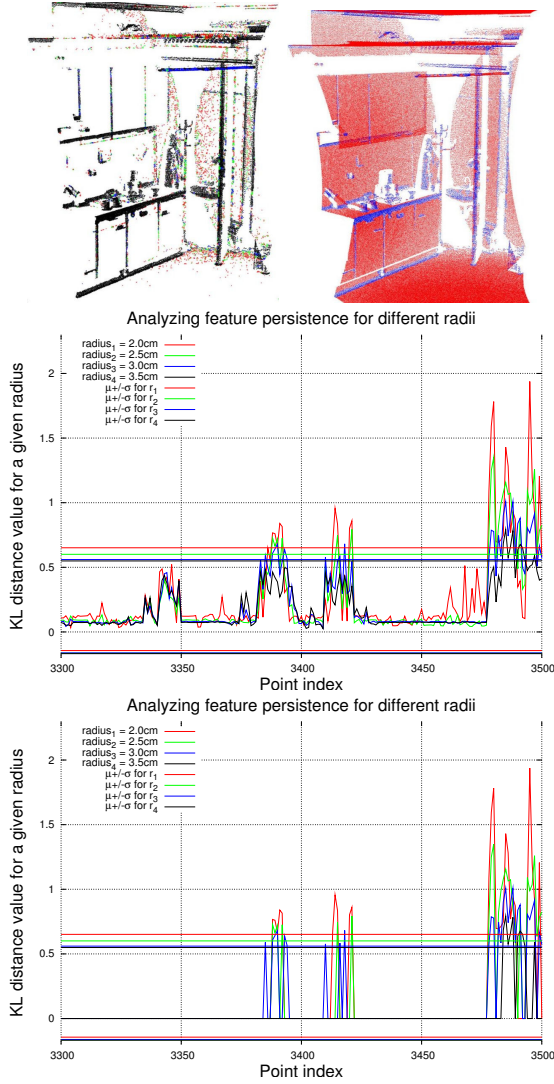 Analyzing feature persistence for different radii
KL distance value for a given radius
radius1 = 2.0cm
radius2 = 2.5cm
radius3 = 3.0cm
radius4 = 3.5cm
μ+/-σ for r1
μ+/-σ for r2
μ+/-σ for r3
μ+/-σ for r4
2
1.5
1
0.5
0
3300
3350
3400
3450
3500
Point index
Analyzing feature persistence for different radii
KL distance value for a given radius
radius1 = 2.0cm
radius2 = 2.5cm
radius3 = 3.0cm
radius4 = 3.5cm
μ+/-σ for r1
μ+/-σ for r2
μ+/-σ for r3
μ+/-σ for r4
2
1.5
1
0.5
0
3300
3350
3400
3450
3500
Point index